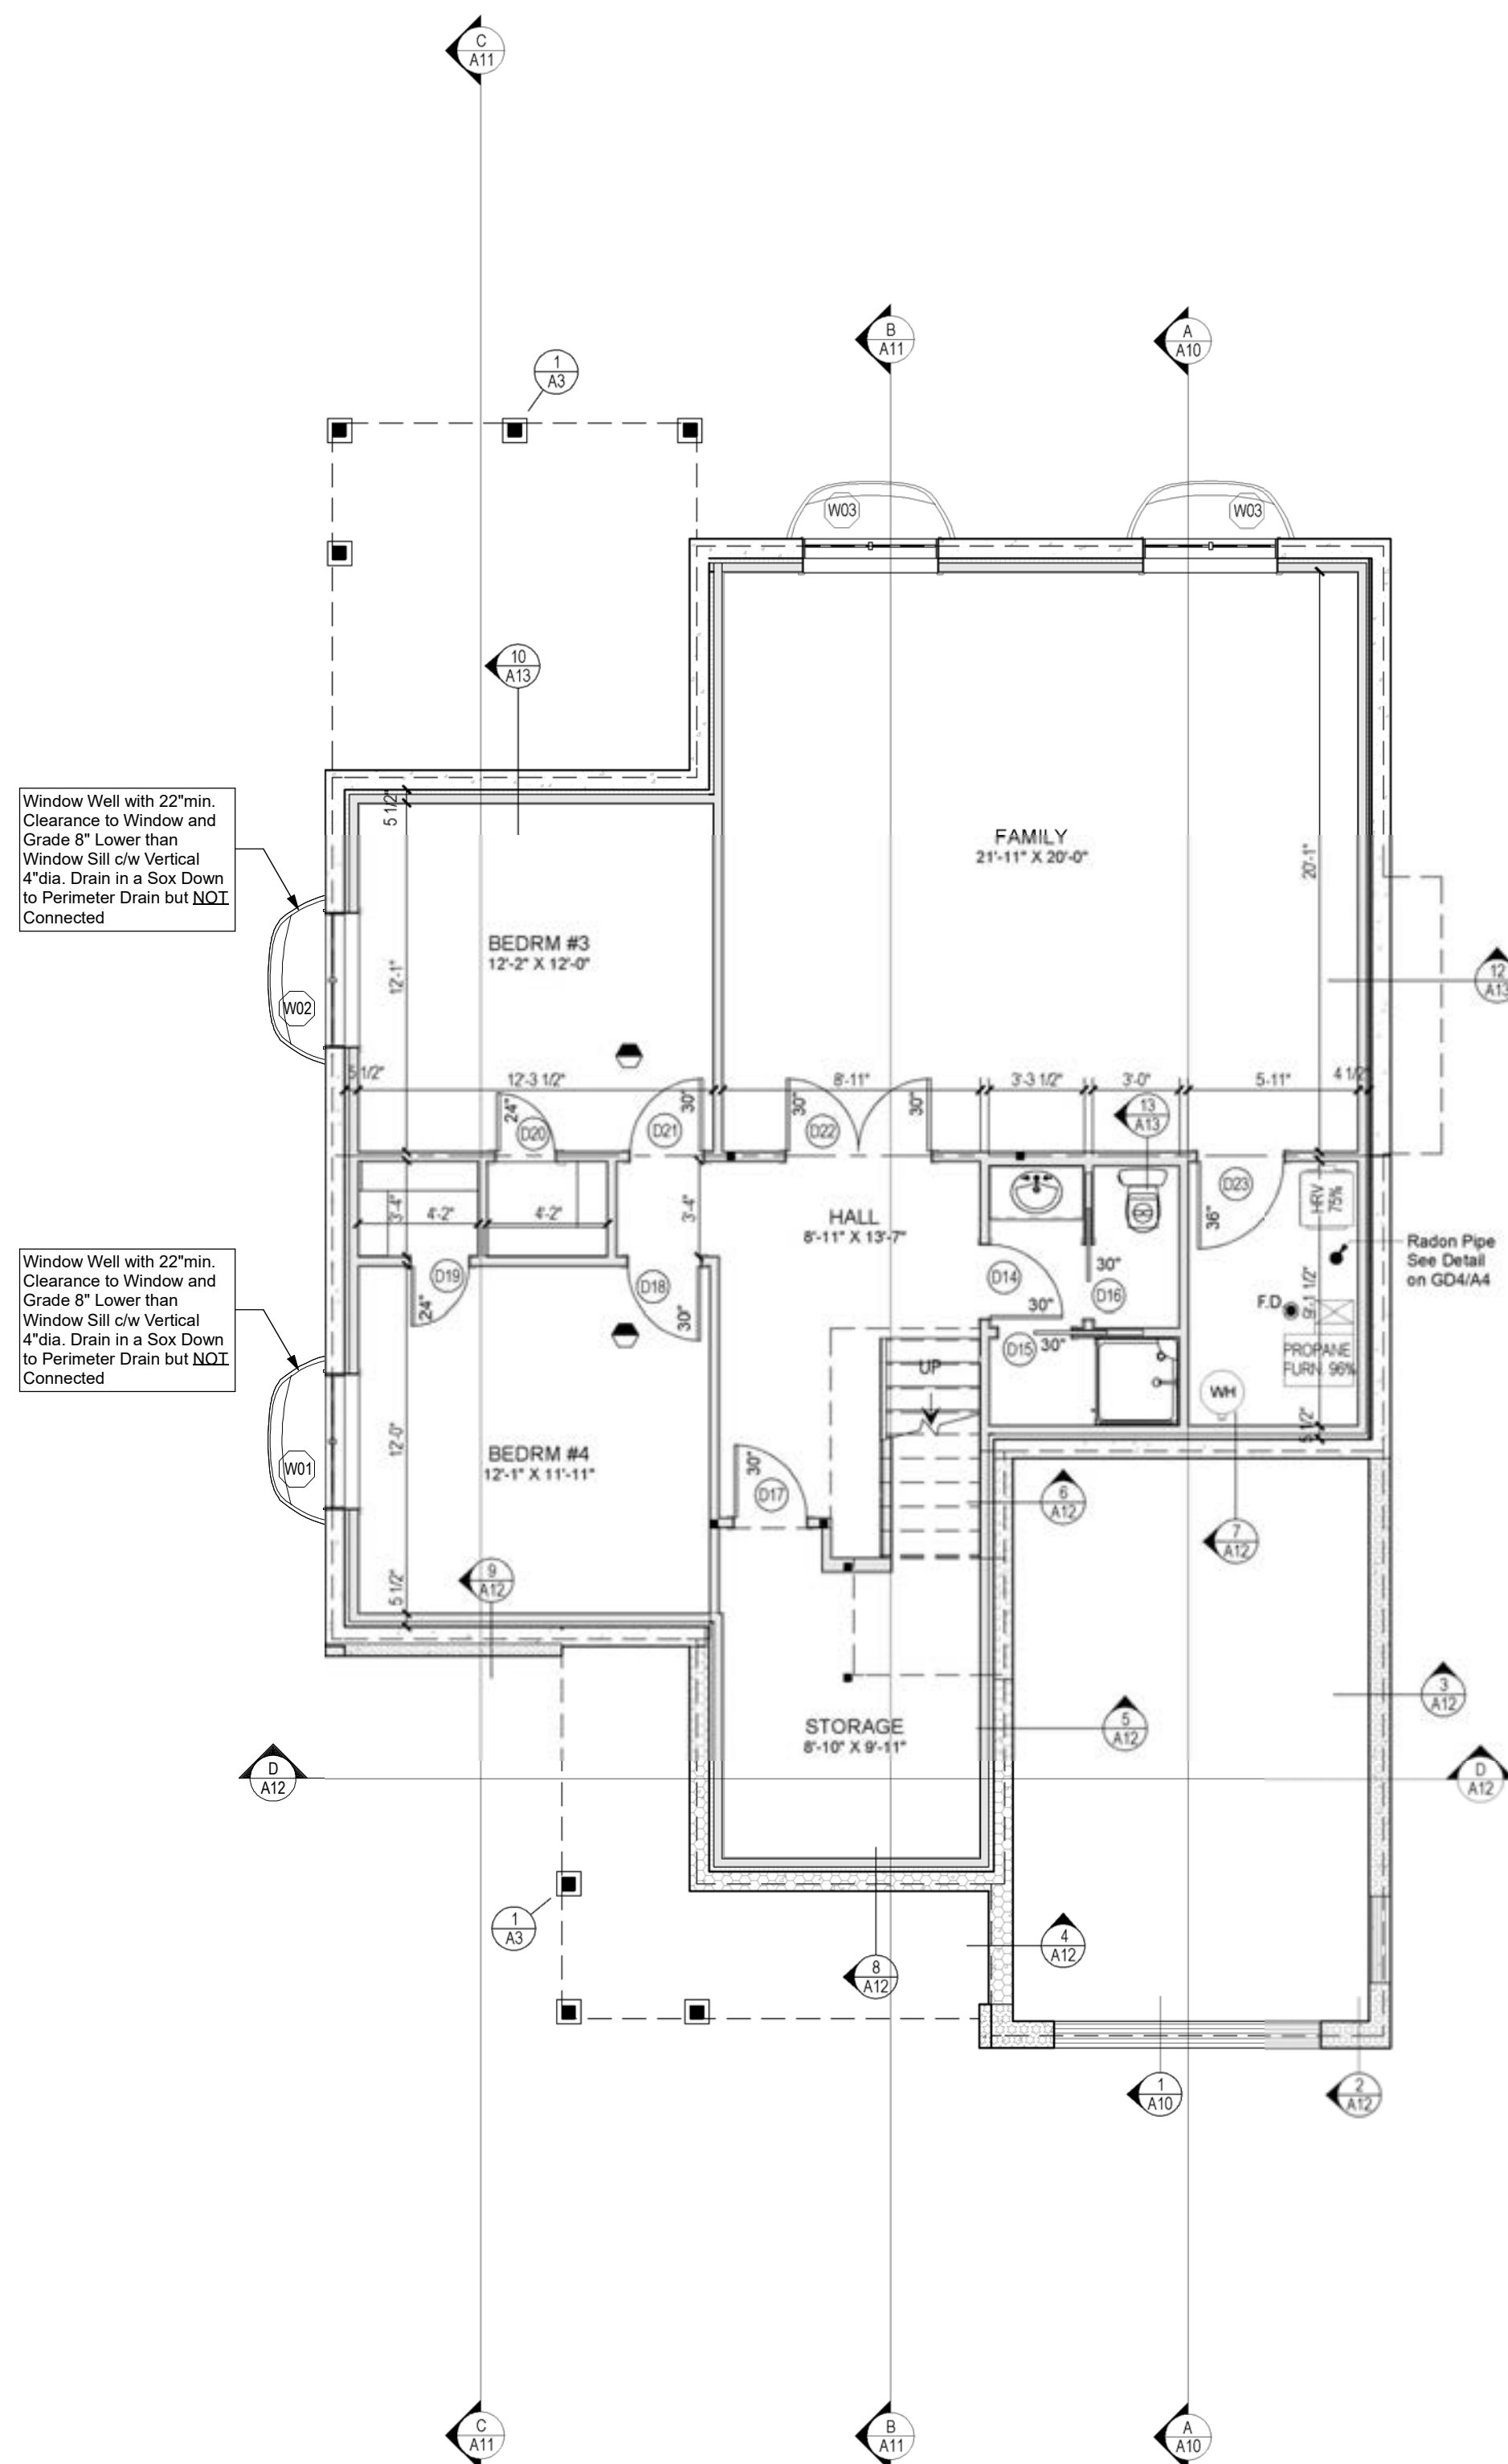 C
A11
B
A11
A
A10
1
A3
W03
W03
10
A13
Window Well with 22"min.
Clearance to Window and
Grade 8" Lower than
Window Sill c/w Vertical
4"dia. Drain in a Sox Down
to Perimeter Drain but NOT
Connected
5 1/2"
FAMILY
21'-11" X 20'-0"
20'-1"
BEDRM #3
12'-2" X 12'-0"
12'-1"
W02
12
A13
5 1/2"
12'-3 1/2"
8'-11"
3'-3 1/2"
3'-0"
5-11"
4 1/2"
24"
D20
30"
D21
30"
D22
30"
13
A13
3'-4"
4'-2"
4'-2"
3'-4"
HALL
8'-11" X 13'-7"
D23
36"
HRV
75%
Radon Pipe
See Detail
on GD4/A4
Window Well with 22"min.
Clearance to Window and
Grade 8" Lower than
Window Sill c/w Vertical
4"dia. Drain in a Sox Down
to Perimeter Drain but NOT
Connected
D19
24"
D18
30"
D14
30"
30"
D16
D15
30"
F.D
9'-1 1/2"
PROPANE
FURN. 96%
UP
WH
5 1/2"
12'-0"
BEDRM #4
12'-1" X 11'-11"
W01
30"
D17
6
A12
7
A12
5 1/2"
9
A12
3
A12
STORAGE
8'-10" X 9'-11"
5
A12
D
A12
D
A12
1
A3
4
A12
8
A12
1
A10
2
A12
C
A11
B
A11
A
A10